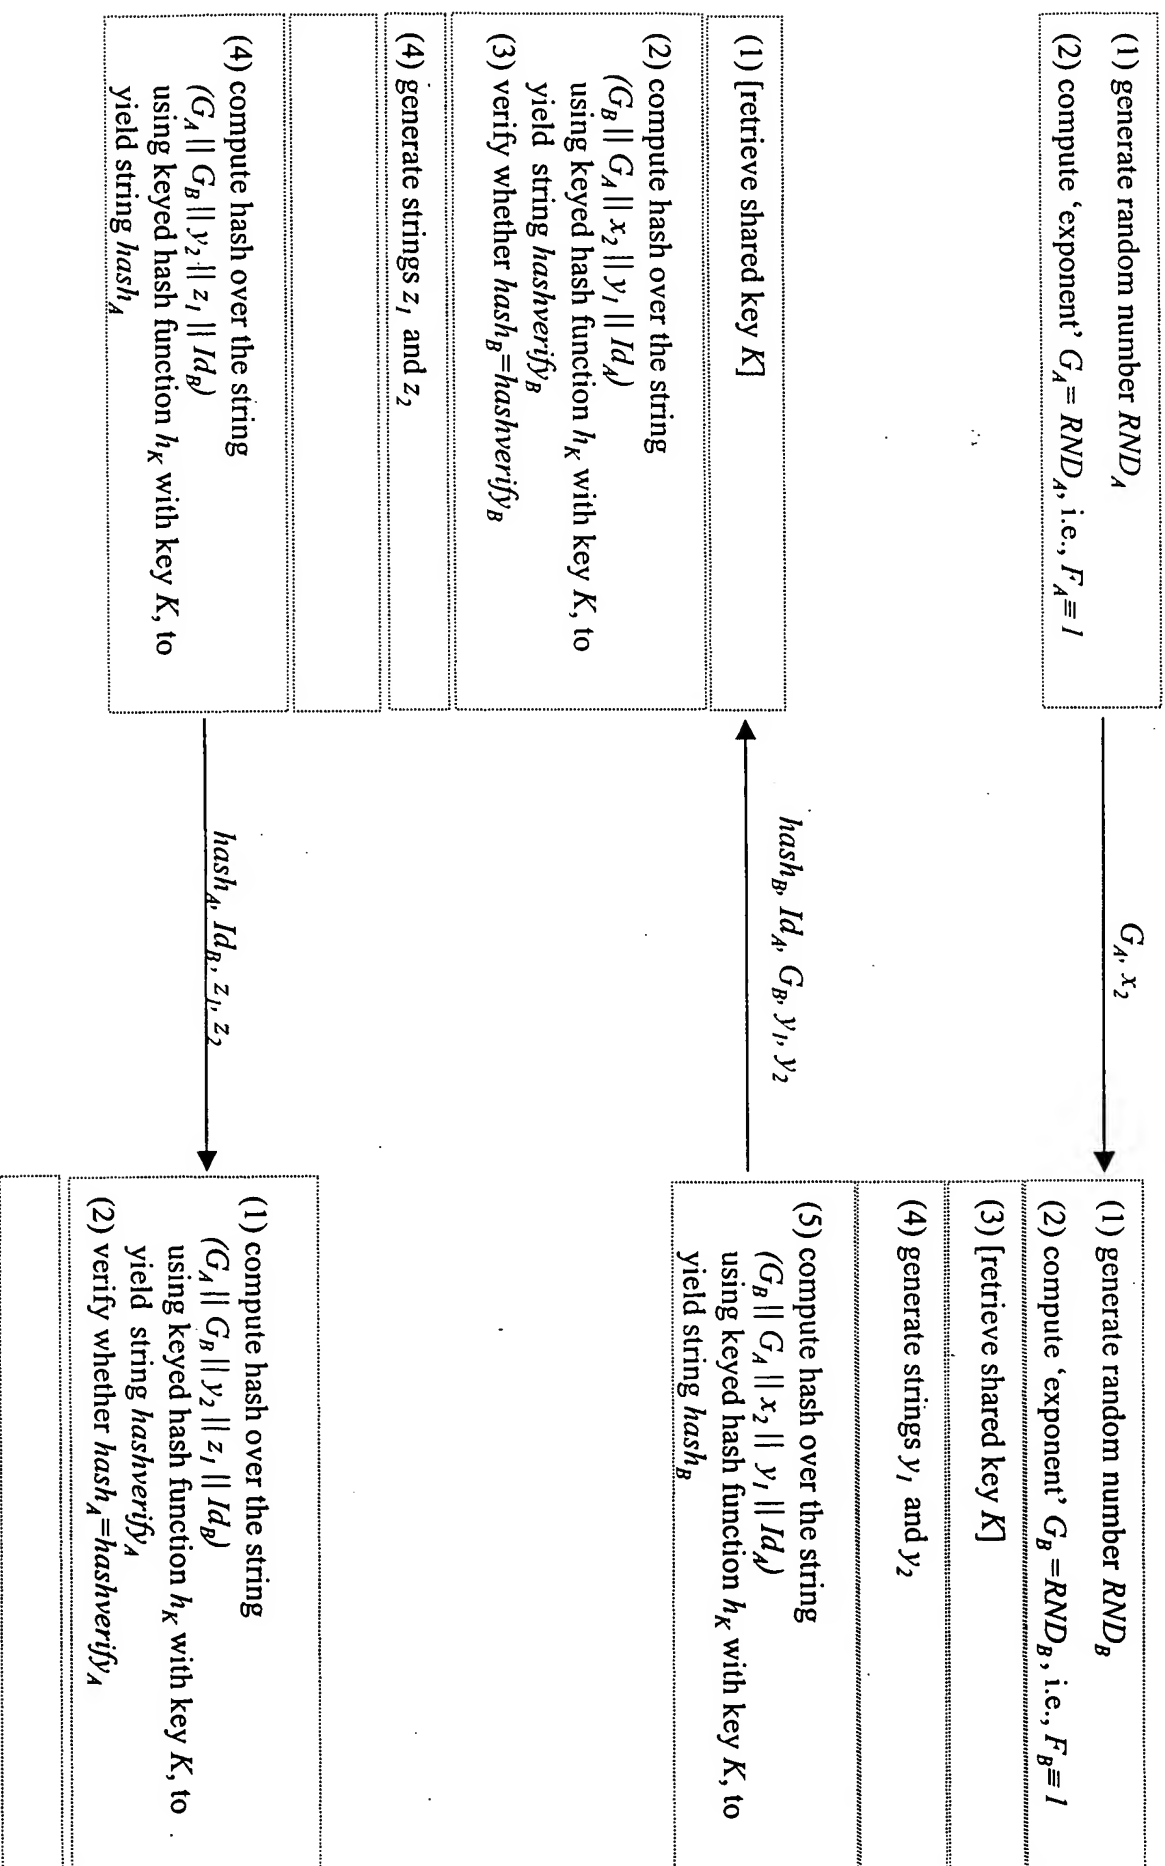 (1) generate random number RND_A
(2) compute ‘exponent’ G_A= RND_A, i.e., F_A≡1
G_A, x_2
(1) generate random number RND_B
(2) compute ‘exponent’ G_B =RND_B, i.e., F_B≡1
(3) [retrieve shared key K]
(4) generate strings y_1 and y_2
(5) compute hash over the string
(G_B || G_A || x_2 || y_1 || Id_A)
using keyed hash function h_K with key K, to
yield string hash_B
hash_B, Id_A, G_B, y_1, y_2
(1) [retrieve shared key K]
(2) compute hash over the string
(G_B || G_A || x_2 || y_1 || Id_A)
using keyed hash function h_K with key K, to
yield string hashverify_B
(3) verify whether hash_B=hashverify_B
(4) generate strings z_1 and z_2
(4) compute hash over the string
(G_A || G_B || y_2 || z_1 || Id_B)
using keyed hash function h_K with key K, to
yield string hash_A
hash_A, Id_B, z_1, z_2
(1) compute hash over the string
(G_A || G_B || y_2 || z_1 || Id_B)
using keyed hash function h_K with key K, to
yield string hashverify_A
(2) verify whether hash_A=hashverify_A